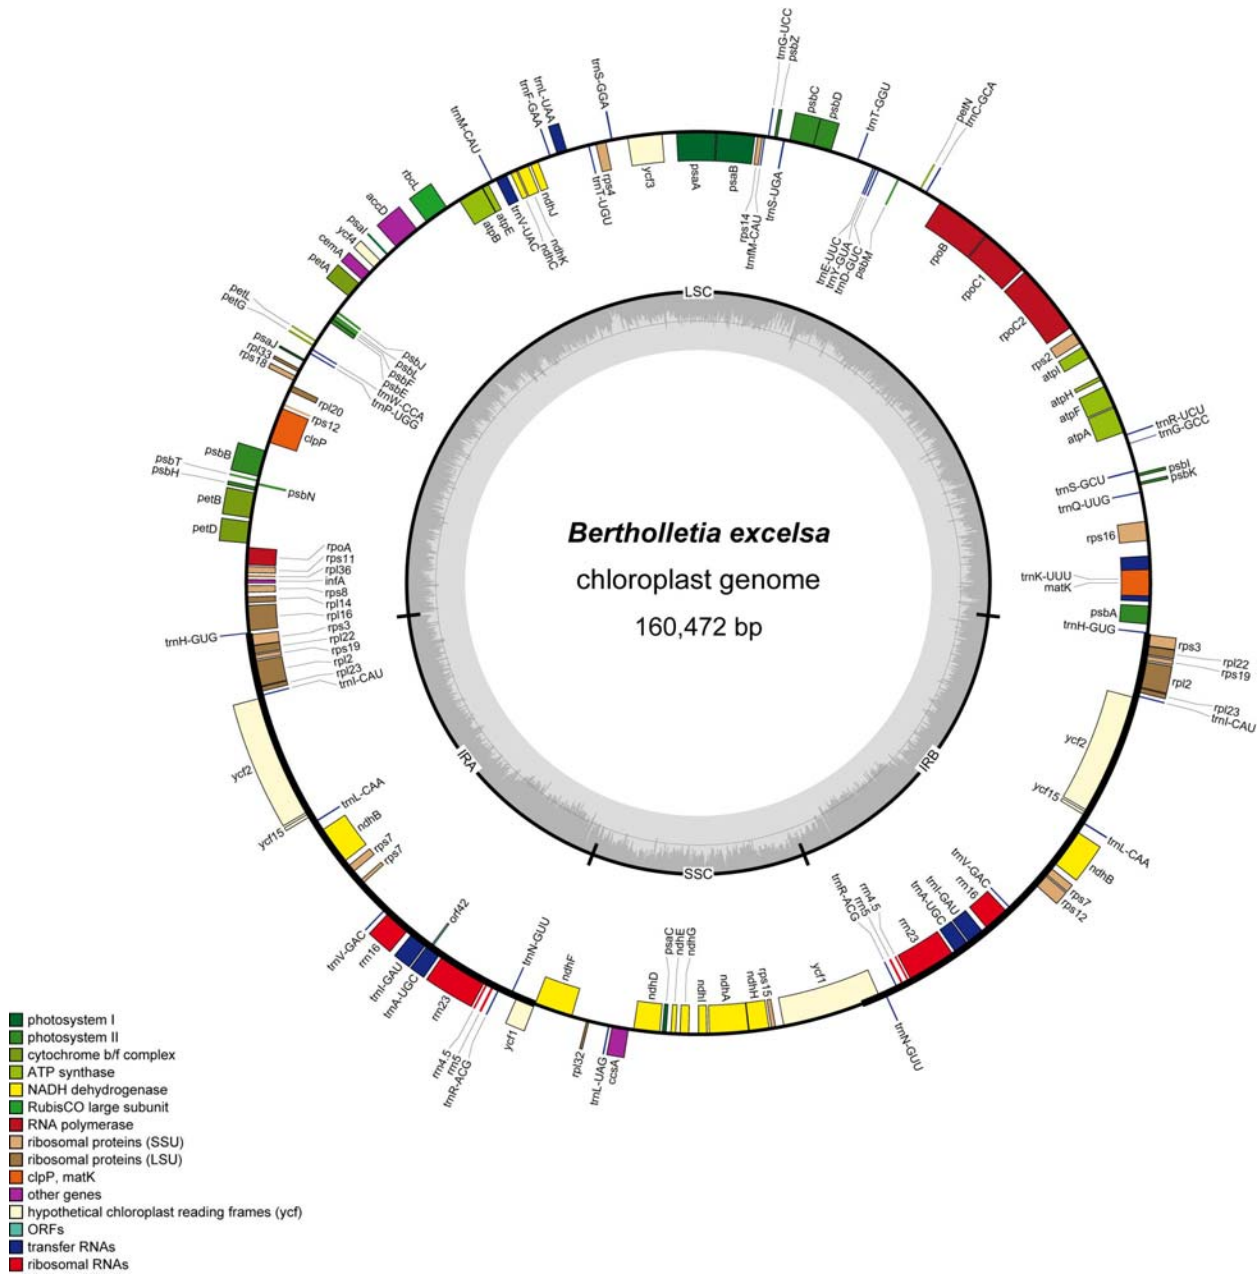 trnG-UCC
psbZ
psbC
psbD
trnT-GGU
petN
trnC-GCA
trnS-GGA
trnL-UAA
trnF-GAA
trnM-CAU
rbcL
accD
psaI
ycf4
cemA
petA
petL
petG
psaJ
rpl33
rps18
psbB
psbT
psbH
petB
petD
trnH-GUG
ycf2
ycf15
trnV-GAC
rrn16
trnI-GAU
trnA-UGC
rrn23
rrn4.5
rrn5
trnR-ACG
ycf1
rpl32
trnL-UAG
ccsA
atpB
atpE
trnV-UAC
ndhC
ndhK
ndhJ
trnT-UGU
rps4
ycf3
psaA
psaB
rps14
trnfM-CAU
trnS-UGA
trnE-UUC
trnY-GUA
trnD-GUC
psbM
rpoB
rpoC1
rpoC2
rps2
atpI
atpH
atpF
atpA
trnR-UCU
trnG-GCC
psbI
psbK
trnS-GCU
trnQ-UUG
rps16
trnK-UUU
matK
psbA
trnH-GUG
rps3
rpl22
rps19
rpl2
rpl23
trnI-CAU
ycf2
ycf15
trnL-CAA
ndhB
rps7
rps12
trnV-GAC
rrn16
trnI-GAU
trnA-UGC
rrn23
rrn4.5
rrn5
trnR-ACG
trnN-GUU
ycf1
rps15
ndhH
ndhA
ndhI
ndhG
ndhE
psaC
ndhD
ndhF
trnN-GUU
orf42
rps7
rps7
ndhB
trnL-CAA
psbJ
psbL
psbF
psbE
trnW-CCA
trnP-UGG
rpl20
rps12
clpP
psbN
rpoA
rps11
rpl36
infA
rps8
rpl14
rpl16
rps3
rpl22
rps19
rpl2
rpl23
trnI-CAU
LSC
IRA
IRB
SSC
Bertholletia excelsa
chloroplast genome
160,472 bp
photosystem I
photosystem II
cytochrome b/f complex
ATP synthase
NADH dehydrogenase
RubisCO large subunit
RNA polymerase
ribosomal proteins (SSU)
ribosomal proteins (LSU)
clpP, matK
other genes
hypothetical chloroplast reading frames (ycf)
ORFs
transfer RNAs
ribosomal RNAs